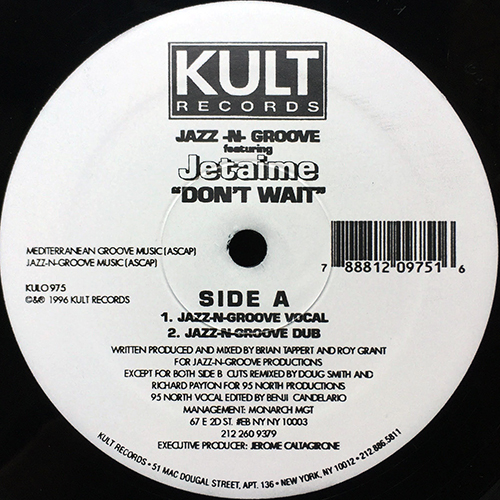 KULT
RECORDS
JAZZ -N- GROOVE
featuring
Jetaime
"DON'T WAIT"
MEDITERRANEAN GROOVE MUSIC (ASCAP)
JAZZ-N-GROOVE MUSIC (ASCAP)
7 88812 09751 6
KULO 975
©&℗ 1996 KULT RECORDS
SIDE A
1. JAZZ-N-GROOVE VOCAL
2. JAZZ-N-GROOVE DUB
WRITTEN PRODUCED AND MIXED BY BRIAN TAPPERT AND ROY GRANT
FOR JAZZ-N-GROOVE PRODUCTIONS
EXCEPT FOR BOTH SIDE B CUTS REMIXED BY DOUG SMITH AND
RICHARD PAYTON FOR 95 NORTH PRODUCTIONS
95 NORTH VOCAL EDITED BY BENJI CANDELARIO
MANAGEMENT: MONARCH MGT
67 E 2D ST. #EB NY NY 10003
212 260 9379
EXECUTIVE PRODUCER: JEROME CALTAGIRONE
KULT RECORDS • 51 MAC DOUGAL STREET, APT. 136 • NEW YORK, NY 10012 • 212.886.5811